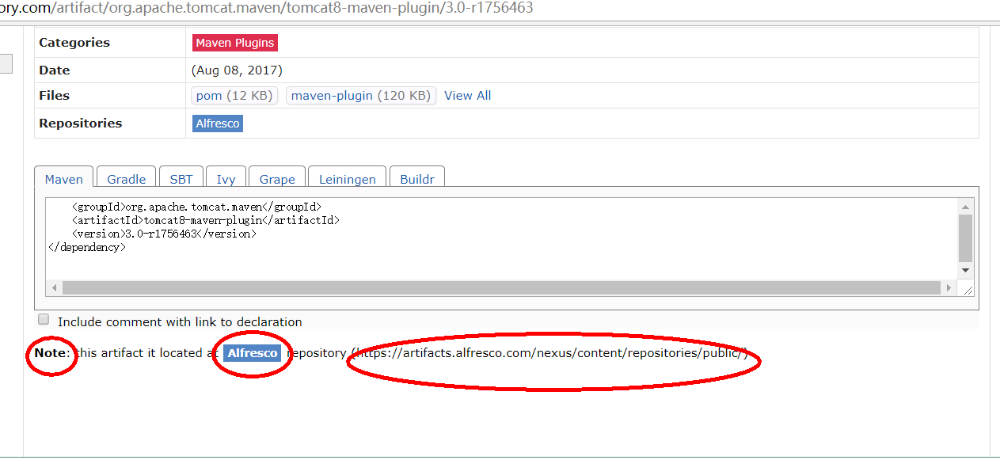 ory.com/artifact/org.apache.tomcat.maven/tomcat8-maven-plugin/3.0-r1756463
Categories Maven Plugins
Date (Aug 08, 2017)
Files pom (12 KB) maven-plugin (120 KB) View All
Repositories Alfresco
Maven Gradle SBT Ivy Grape Leiningen Buildr
<groupId>org.apache.tomcat.maven</groupId>
<artifactId>tomcat8-maven-plugin</artifactId>
<version>3.0-r1756463</version>
</dependency>
Include comment with link to declaration
Note: this artifact it located at Alfresco repository (https://artifacts.alfresco.com/nexus/content/repositories/public/)